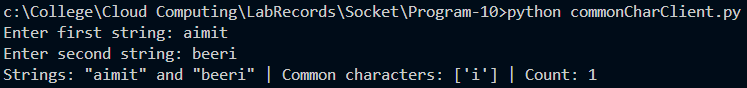 c:\College\Cloud Computing\LabRecords\Socket\Program-10>python commonCharClient.py
Enter first string: aimit
Enter second string: beeri
Strings: "aimit" and "beeri" | Common characters: ['i'] | Count: 1